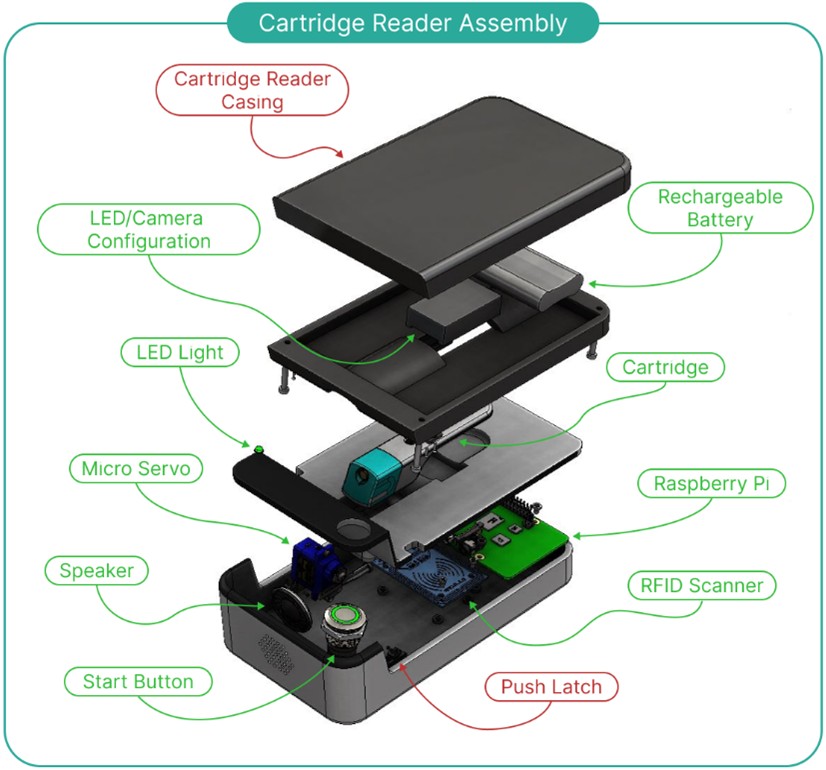 Cartridge Reader Assembly
Cartridge Reader
Casing
LED/Camera
Configuration
Rechargeable
Battery
LED Light
Cartridge
Micro Servo
Raspberry Pi
Speaker
RFID Scanner
Start Button
Push Latch